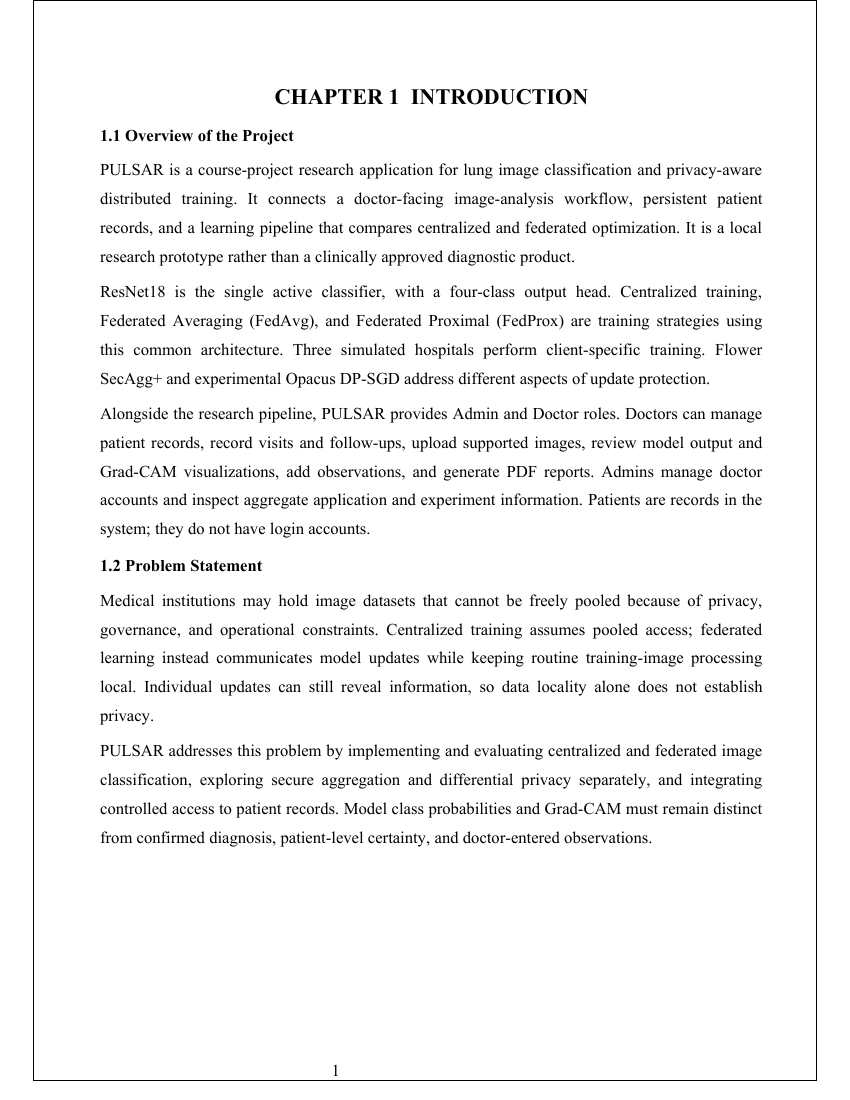 CHAPTER 1  INTRODUCTION
1.1 Overview of the Project
PULSAR is a course-project research application for lung image classification and privacy-aware
distributed training. It connects a doctor-facing image-analysis workflow, persistent patient
records, and a learning pipeline that compares centralized and federated optimization. It is a local
research prototype rather than a clinically approved diagnostic product.
ResNet18 is the single active classifier, with a four-class output head. Centralized training,
Federated Averaging (FedAvg), and Federated Proximal (FedProx) are training strategies using
this common architecture. Three simulated hospitals perform client-specific training. Flower
SecAgg+ and experimental Opacus DP-SGD address different aspects of update protection.
Alongside the research pipeline, PULSAR provides Admin and Doctor roles. Doctors can manage
patient records, record visits and follow-ups, upload supported images, review model output and
Grad-CAM visualizations, add observations, and generate PDF reports. Admins manage doctor
accounts and inspect aggregate application and experiment information. Patients are records in the
system; they do not have login accounts.
1.2 Problem Statement
Medical institutions may hold image datasets that cannot be freely pooled because of privacy,
governance, and operational constraints. Centralized training assumes pooled access; federated
learning instead communicates model updates while keeping routine training-image processing
local. Individual updates can still reveal information, so data locality alone does not establish
privacy.
PULSAR addresses this problem by implementing and evaluating centralized and federated image
classification, exploring secure aggregation and differential privacy separately, and integrating
controlled access to patient records. Model class probabilities and Grad-CAM must remain distinct
from confirmed diagnosis, patient-level certainty, and doctor-entered observations.
1